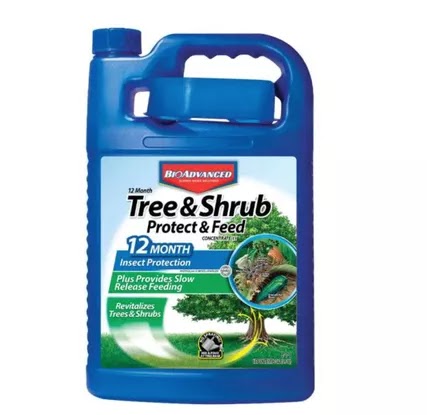 BIOADVANCED
12 Month
Tree & Shrub
Protect & Feed
CONCENTRATE
12 MONTH
Insect Protection
Plus Provides Slow
Release Feeding
Revitalizes
Trees & Shrubs